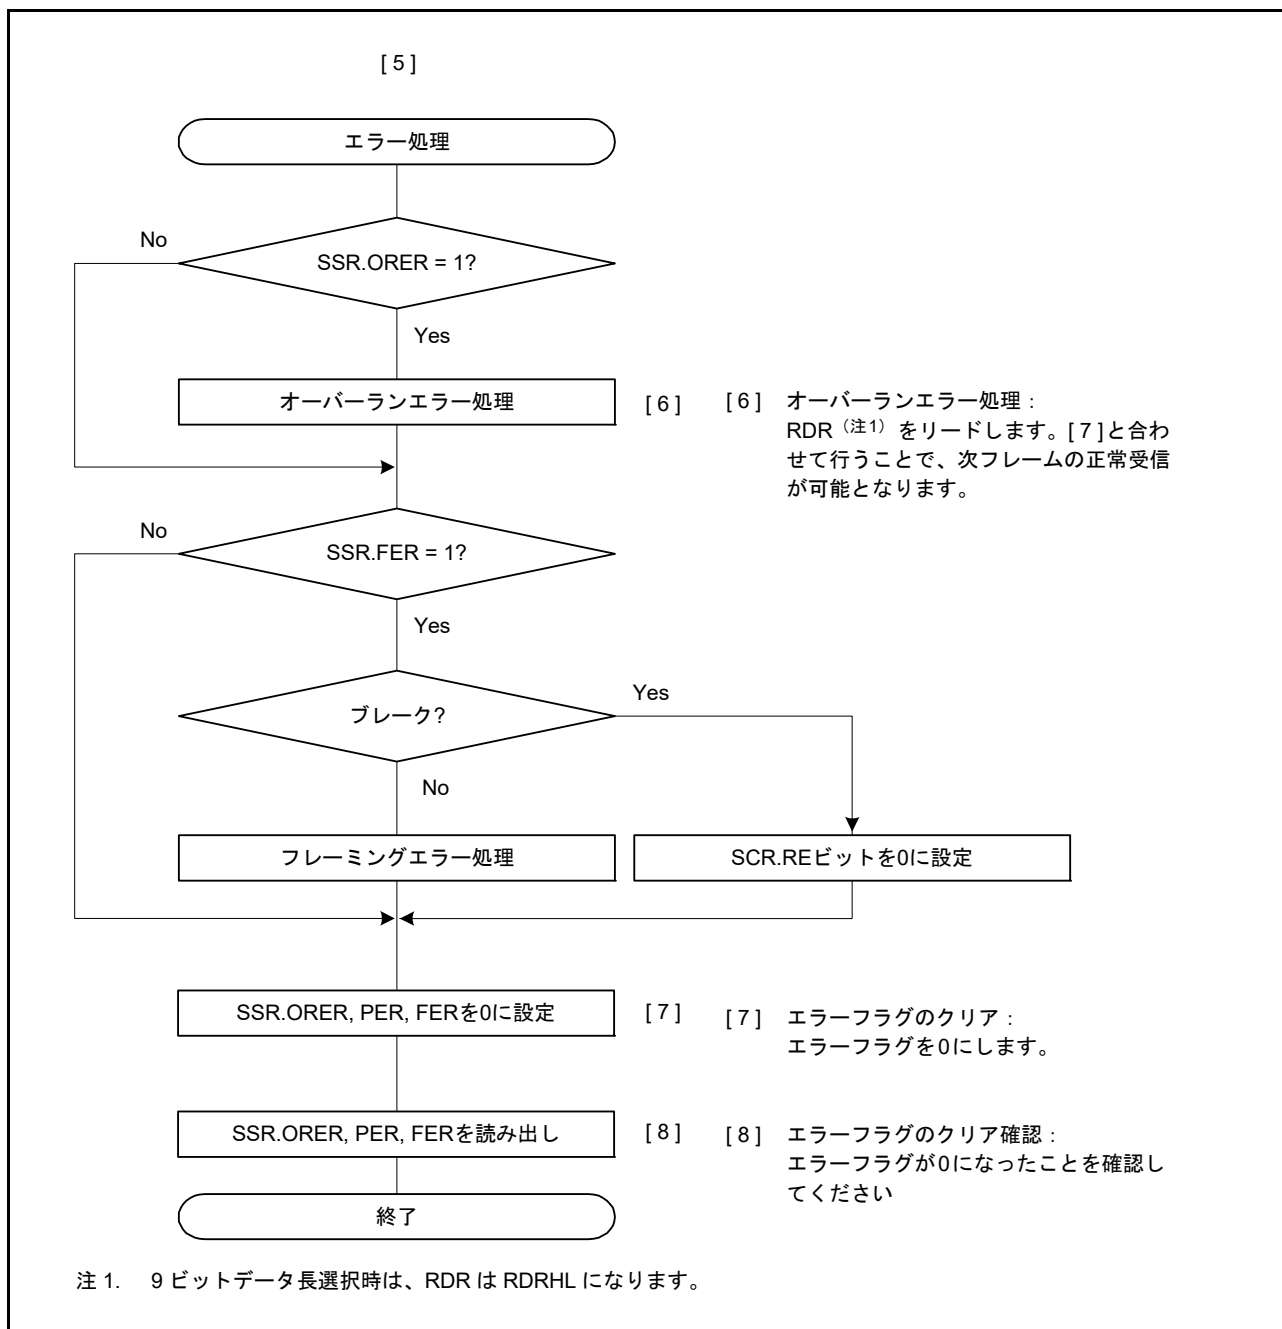 [ 5 ]
エラー処理
No
SSR.ORER = 1?
Yes
オーバーランエラー処理
[ 6 ]
[ 6 ] オーバーランエラー処理：
RDR（注1）をリードします。[ 7 ]と合わ
せて行うことで、次フレームの正常受信
が可能となります。
No
SSR.FER = 1?
Yes
ブレーク?
Yes
No
フレーミングエラー処理
SCR.REビットを0に設定
SSR.ORER, PER, FERを0に設定
[ 7 ]
[ 7 ] エラーフラグのクリア：
エラーフラグを0にします。
SSR.ORER, PER, FERを読み出し
[ 8 ]
[ 8 ] エラーフラグのクリア確認：
エラーフラグが0になったことを確認し
てください
終了
注 1. 9 ビットデータ長選択時は、RDR は RDRHL になります。